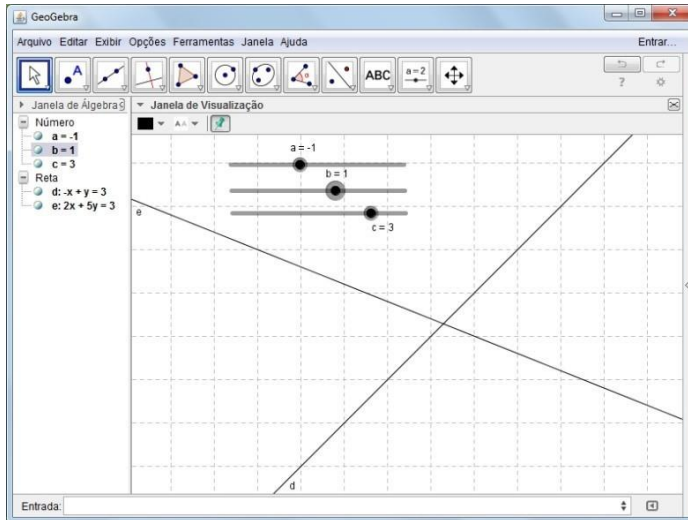 GeoGebra
Arquivo Editar Exibir Opções Ferramentas Janela Ajuda
Entrar...
A
ABC
a=2
?
Janela de Álgebra
Janela de Visualização
Número
a = -1
b = 1
c = 3
Reta
d: -x + y = 3
e: 2x + 5y = 3
AA
a = -1
b = 1
c = 3
e
d
Entrada: